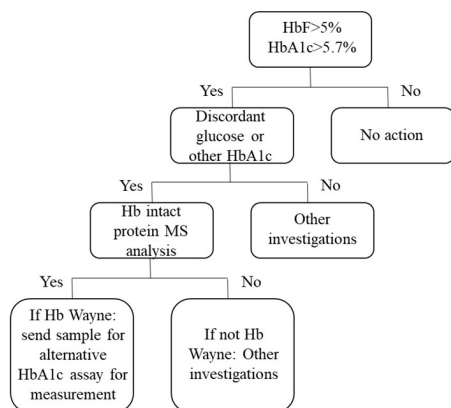 HbF>5%
HbA1c>5.7%
Yes
No
Discordant
glucose or
other HbA1c
No action
Yes
No
Hb intact
protein MS
analysis
Other
investigations
Yes
No
If Hb Wayne:
send sample for
alternative
HbA1c assay for
measurement
If not Hb
Wayne: Other
investigations